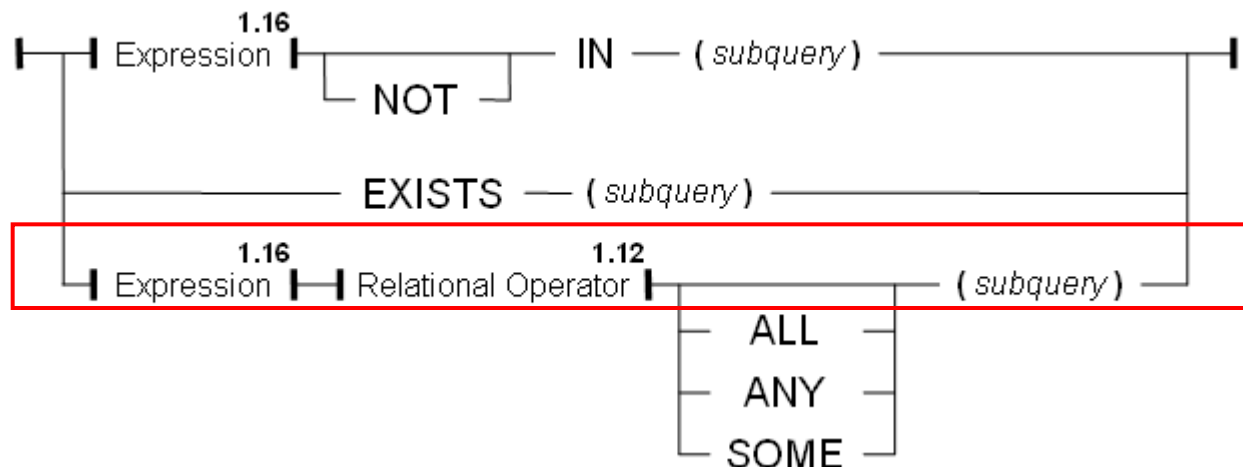 1.16
Expression IN (subquery)
NOT
EXISTS (subquery)
1.16 1.12
Expression Relational Operator (subquery)
ALL
ANY
SOME